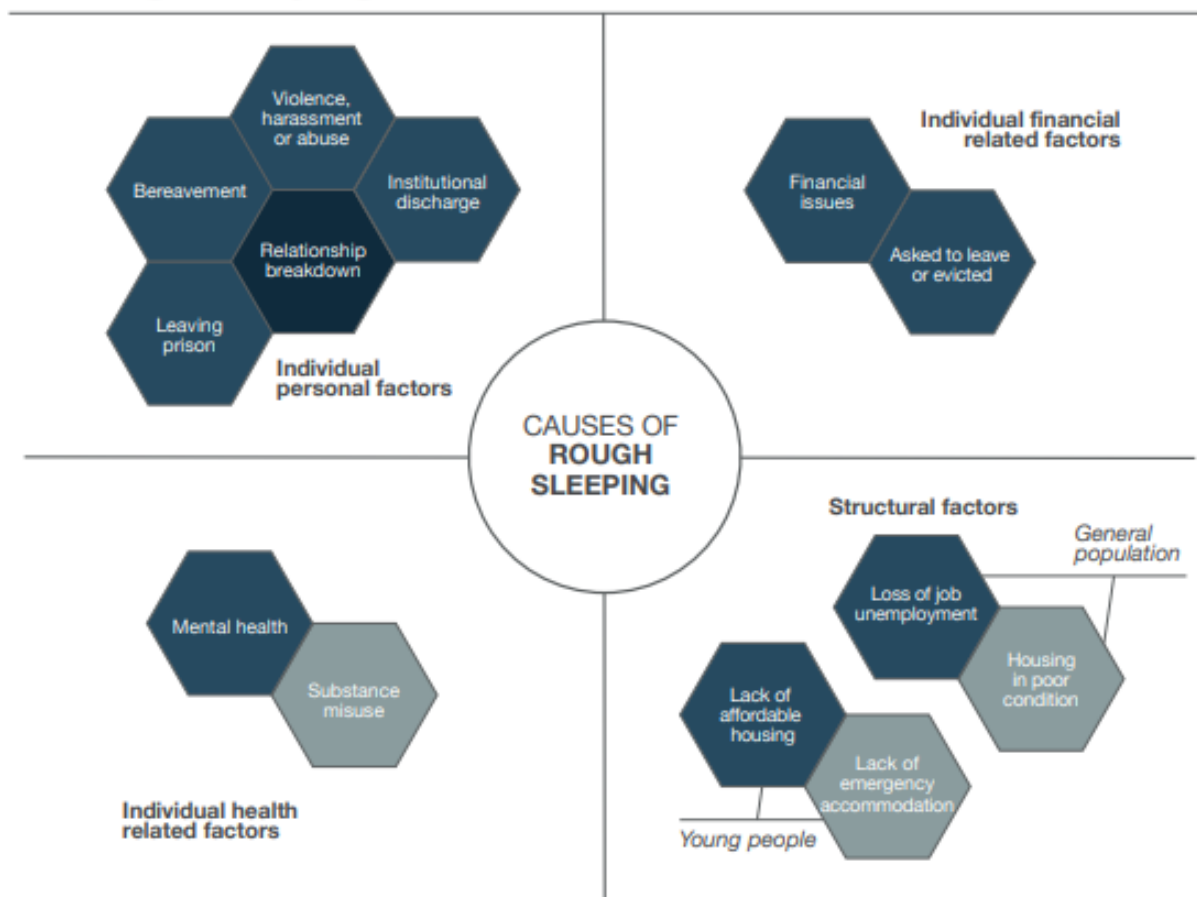 Violence,
harassment
or abuse
Bereavement
Institutional
discharge
Relationship
breakdown
Leaving
prison
Individual
personal factors
Individual financial
related factors
Financial
issues
Asked to leave
or evicted
CAUSES OF
ROUGH
SLEEPING
Mental health
Substance
misuse
Individual health
related factors
Structural factors
General
population
Loss of job
unemployment
Housing
in poor
condition
Lack of
affordable
housing
Lack of
emergency
accommodation
Young people